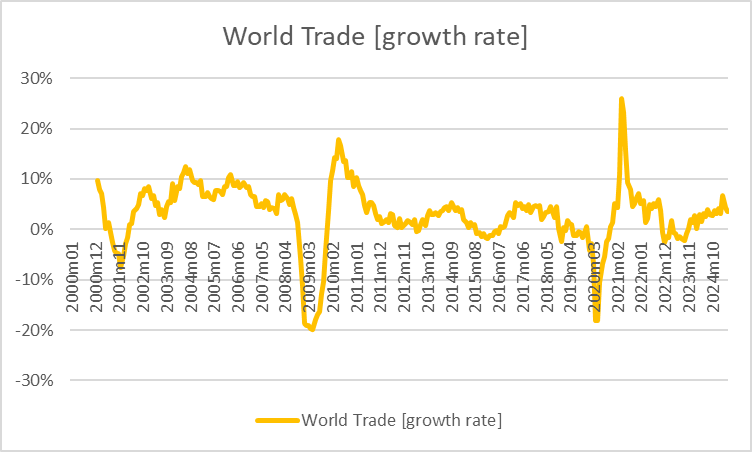 World Trade [growth rate]
30%
20%
10%
0%
-10%
-20%
-30%
2000m01
2000m12
2001m11
2002m10
2003m09
2004m08
2005m07
2006m06
2007m05
2008m04
2009m03
2010m02
2011m01
2011m12
2012m11
2013m10
2014m09
2015m08
2016m07
2017m06
2018m05
2019m04
2020m03
2021m02
2022m01
2022m12
2023m11
2024m10
World Trade [growth rate]